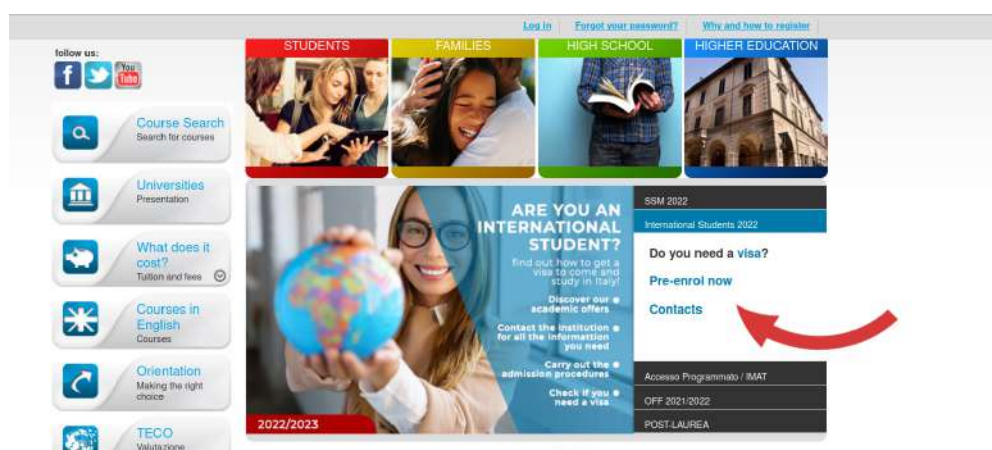 Log in Forgot your password? Why and how to register
follow us:
You
Tube
STUDENTS
FAMILIES
HIGH SCHOOL
HIGHER EDUCATION
Course Search
Search for courses
Universities
Presentation
What does it
cost?
Tuition and fees
Courses in
English
Courses
Orientation
Making the right
choice
TECO
Valutazione
ARE YOU AN
INTERNATIONAL
STUDENT?
find out how to get a
visa to come and
study in Italy!
Discover our
academic offers
Contact the institution
for all the informattion
you need
Carry out the
admission procedures
Check if you
need a visa
2022/2023
SSM 2022
International Students 2022
Do you need a visa?
Pre-enrol now
Contacts
Accesso Programmato / IMAT
OFF 2021/2022
POST-LAUREA